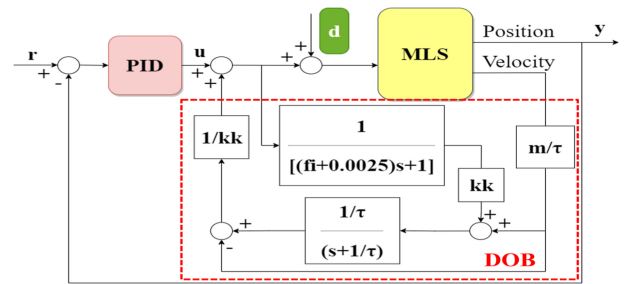 r
+
-
PID
u
+
+
+
+
d
MLS
Position
y
Velocity
1/kk
1
[(fi+0.0025)s+1]
m/τ
kk
1/τ
(s+1/τ)
+
-
+
+
DOB